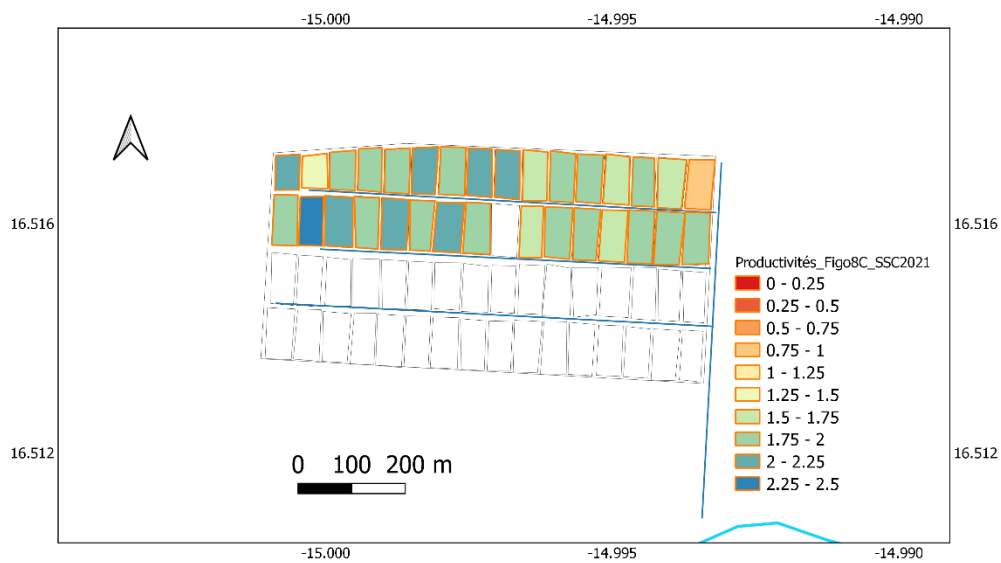 -15.000 -14.995 -14.990
16.516 16.516
Productivités_Figo8C_SSC2021
0 - 0.25
0.25 - 0.5
0.5 - 0.75
0.75 - 1
1 - 1.25
1.25 - 1.5
1.5 - 1.75
1.75 - 2
2 - 2.25
2.25 - 2.5
16.512 16.512
0 100 200 m
-15.000 -14.995 -14.990